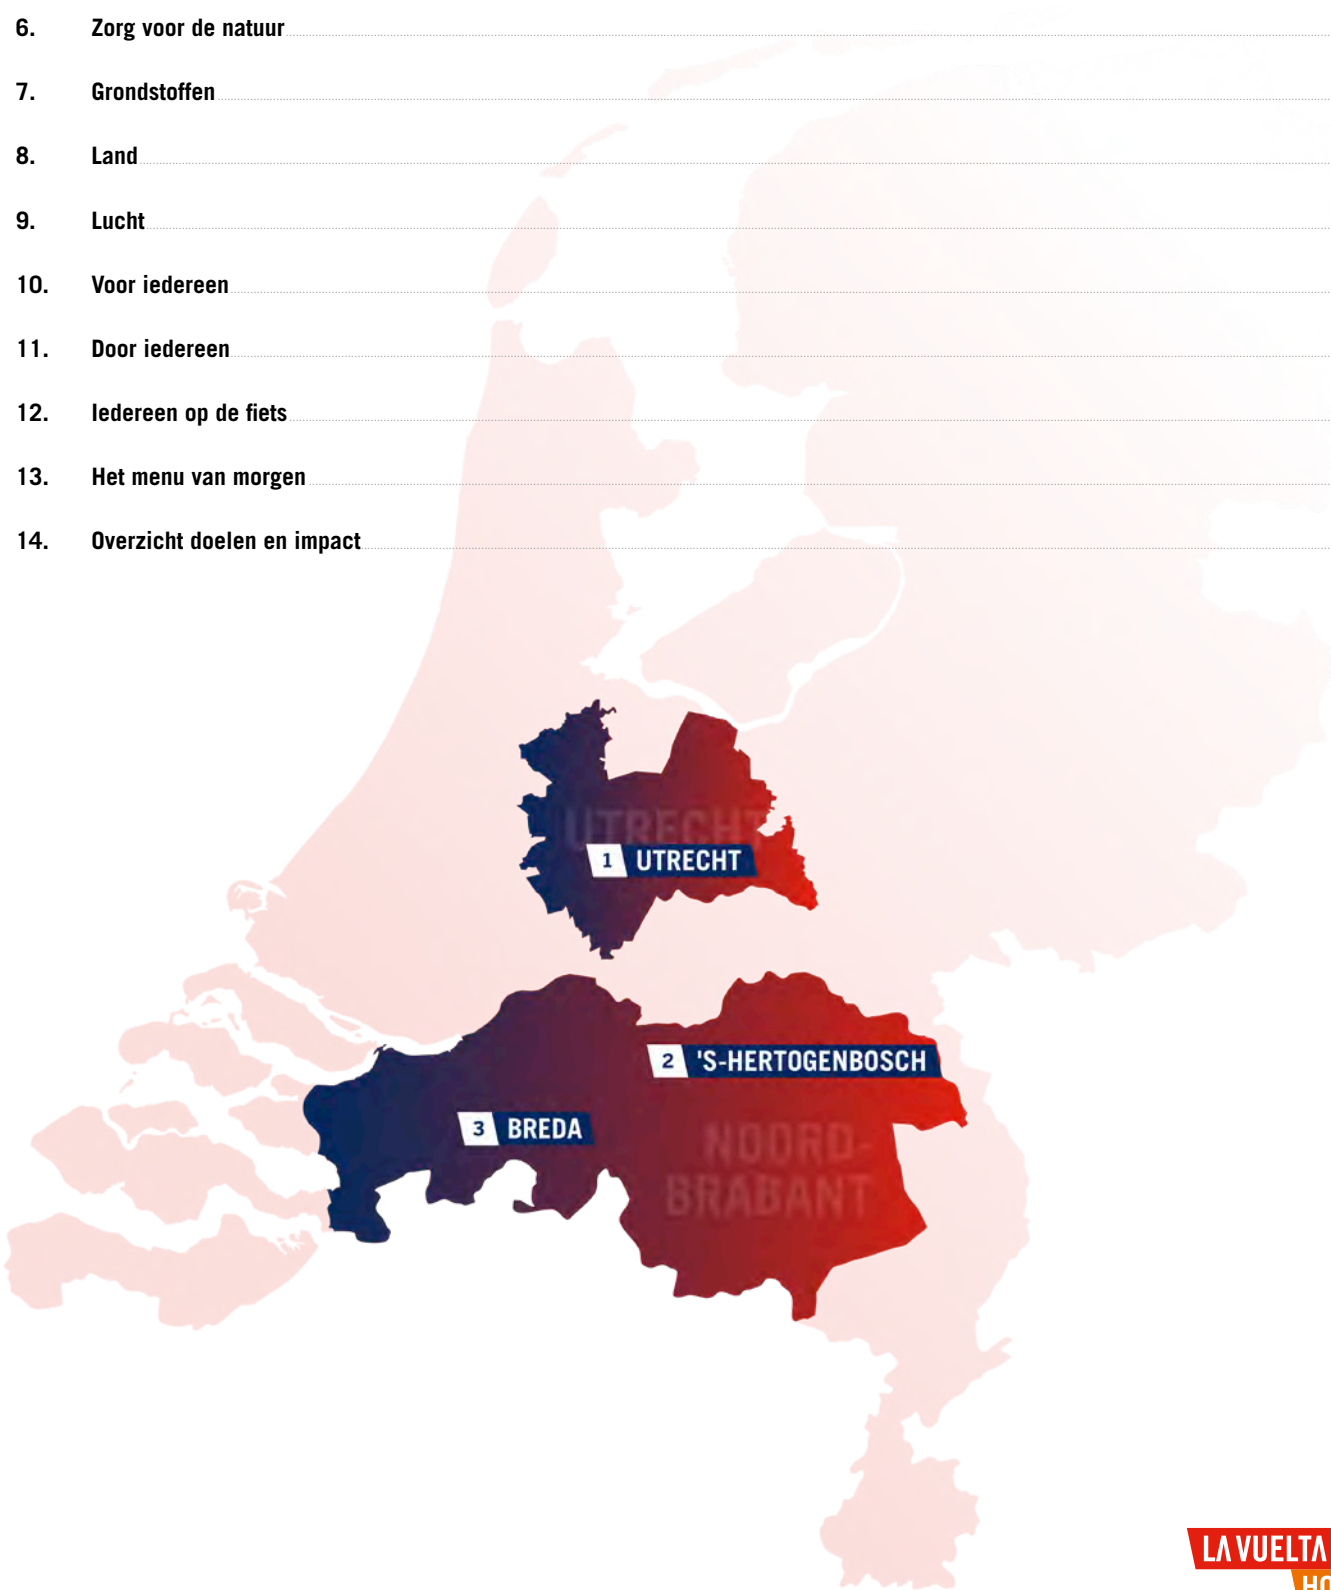 6. Zorg voor de natuur
7. Grondstoffen
8. Land
9. Lucht
10. Voor iedereen
11. Door iedereen
12. Iedereen op de fiets
13. Het menu van morgen
14. Overzicht doelen en impact
UTRECHT
1 UTRECHT
2 'S-HERTOGENBOSCH
3 BREDA
NOORD-
BRABANT
LA VUELTA
HO